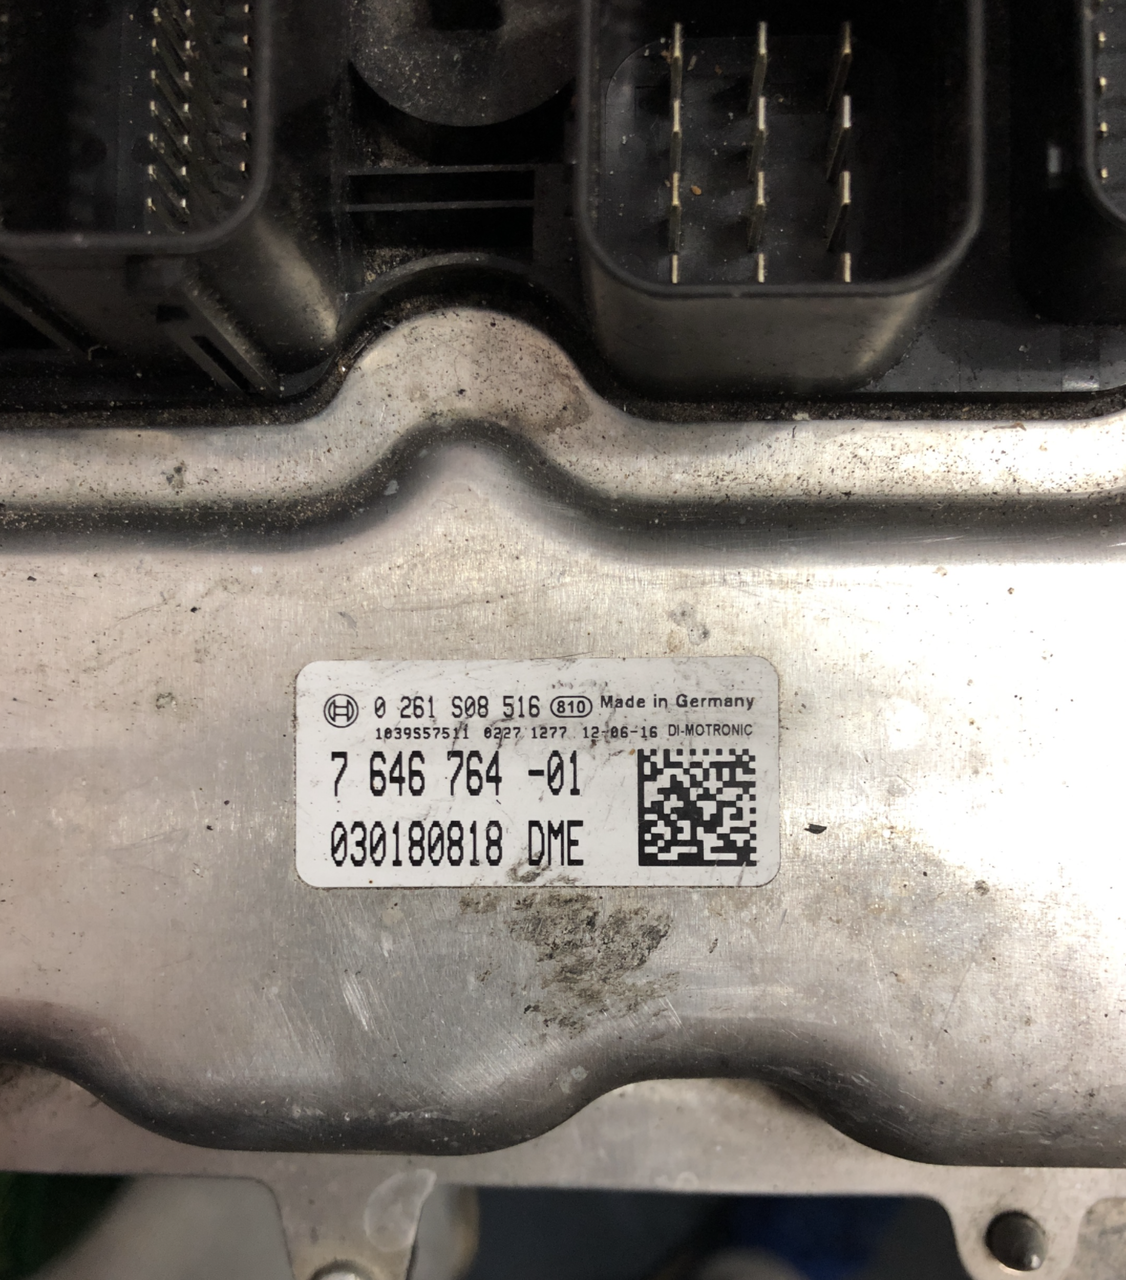 0 261 S08 516 810 Made in Germany
1039S57511 0227 1277 12-06-16 DI-MOTRONIC
7 646 764 -01
030180818 DME